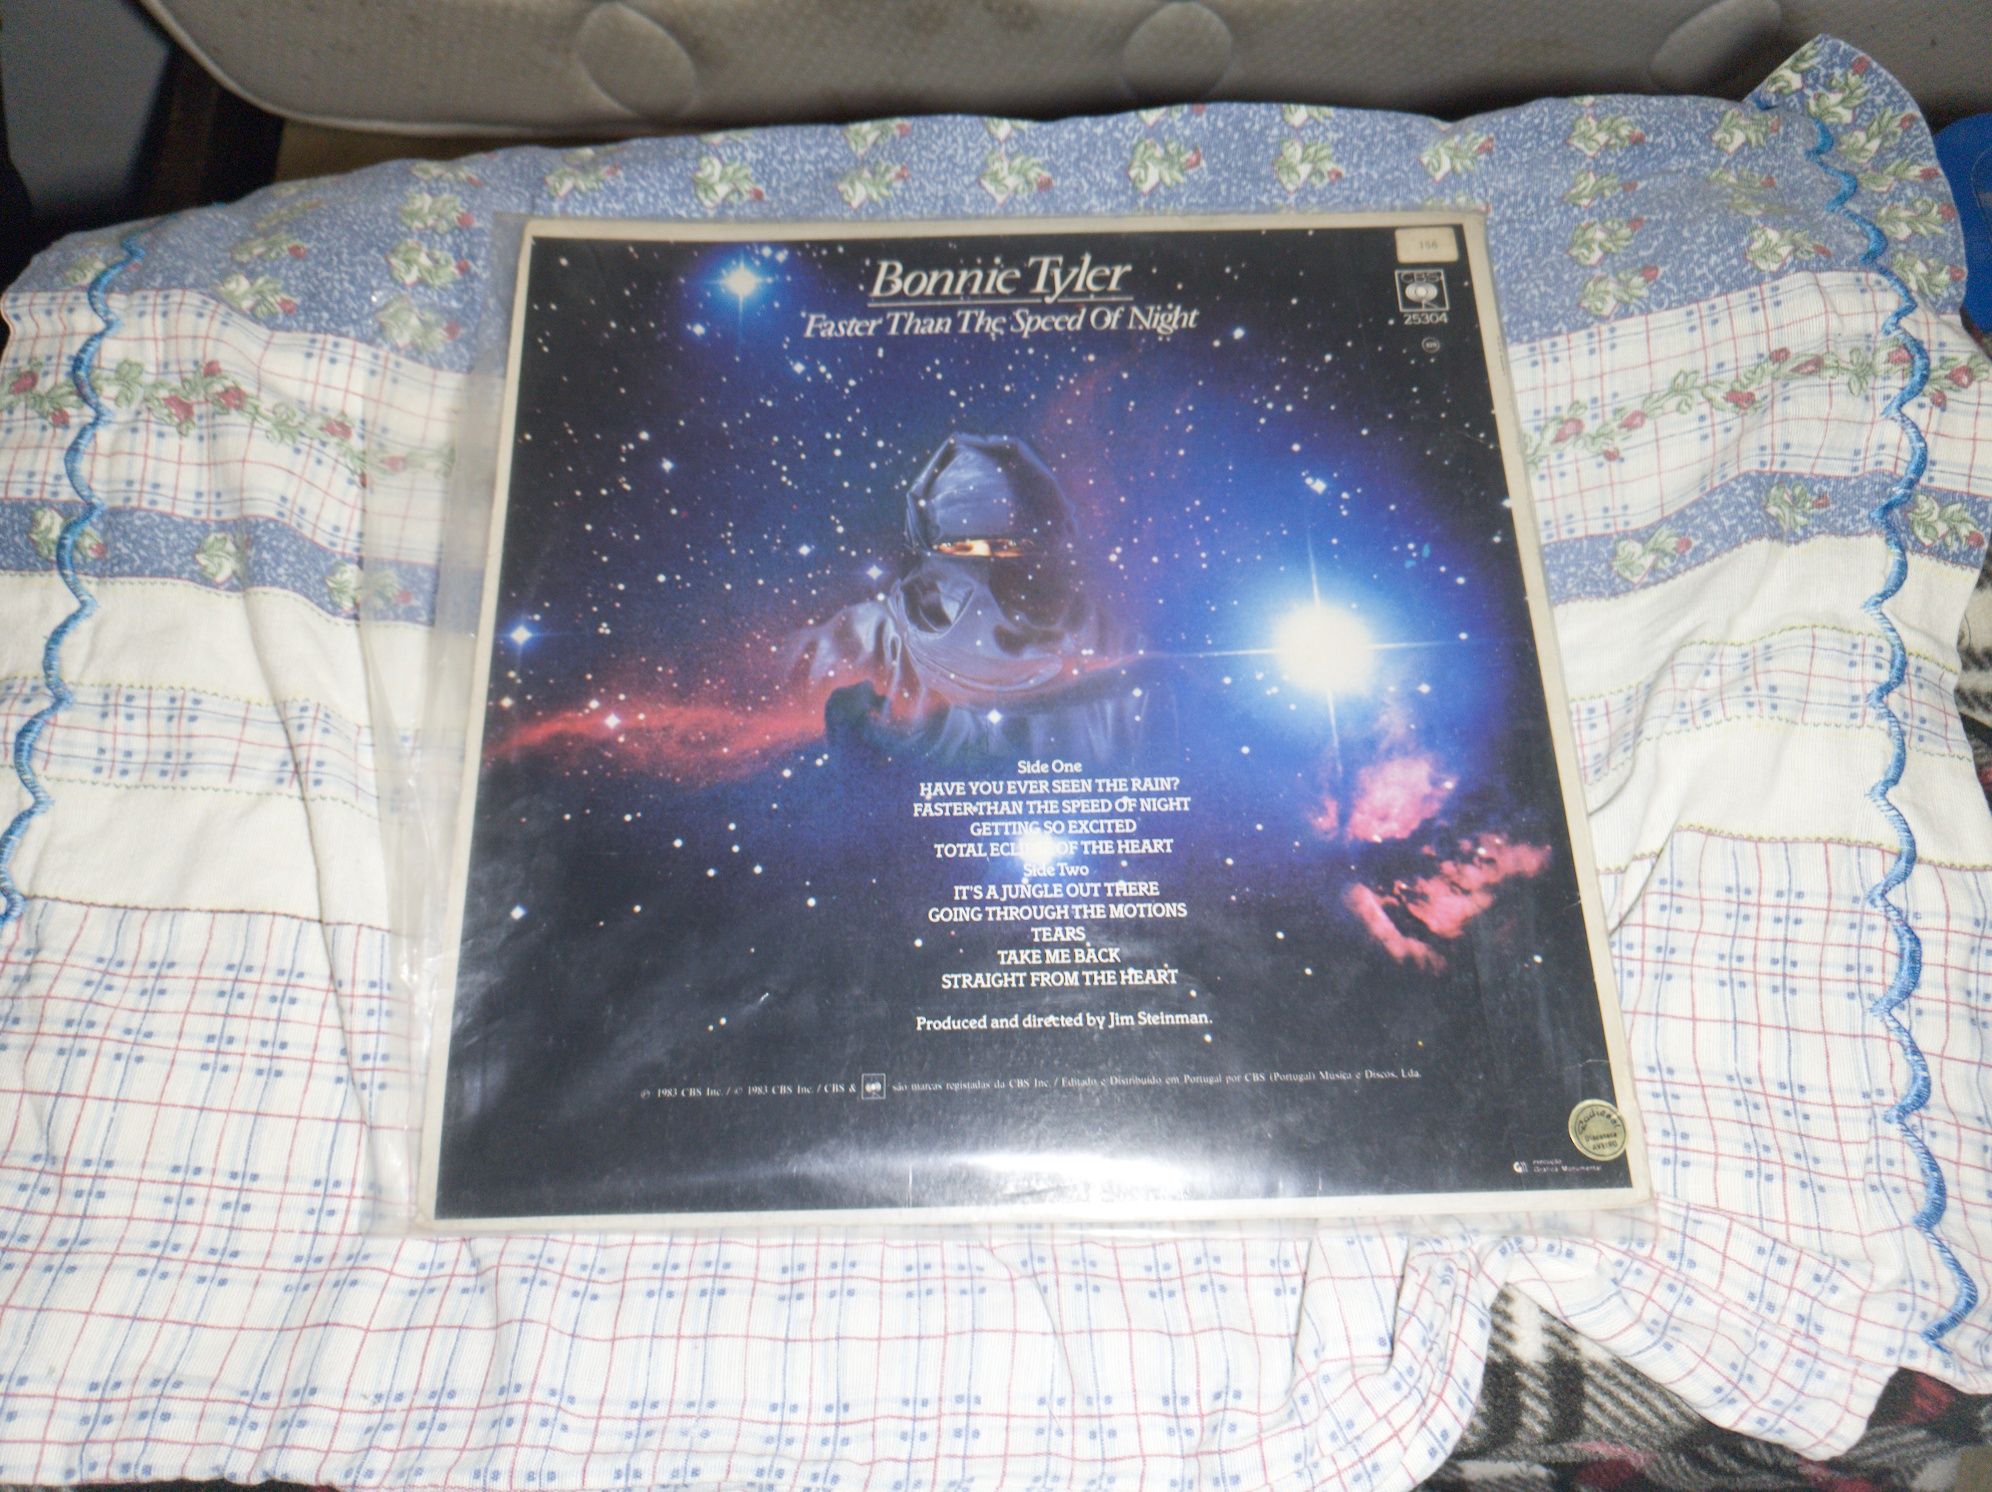 Bonnie Tyler
Faster Than The Speed Of Night
156
CBS
25304
Side One
HAVE YOU EVER SEEN THE RAIN?
FASTER THAN THE SPEED OF NIGHT
GETTING SO EXCITED
TOTAL ECLIPSE OF THE HEART
Side Two
IT'S A JUNGLE OUT THERE
GOING THROUGH THE MOTIONS
TEARS
TAKE ME BACK
STRAIGHT FROM THE HEART
Produced and directed by Jim Steinman.
℗ 1983 CBS Inc. / © 1983 CBS Inc. / CBS & são marcas registadas da CBS Inc. / Editado e Distribuído em Portugal por CBS (Portugal) Música e Discos, Lda.
Discoteca
AVEIRO
Gráfica Monumental